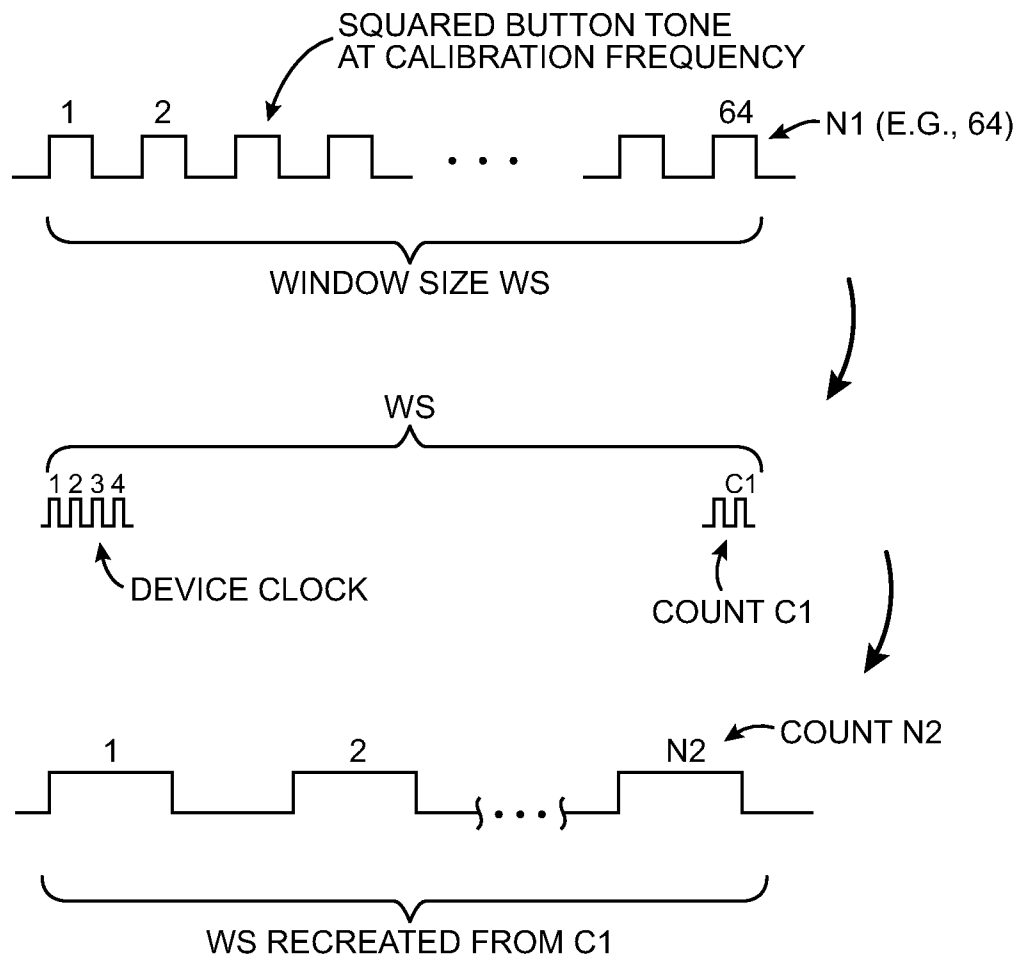 SQUARED BUTTON TONE
AT CALIBRATION FREQUENCY
1 2 64
N1 (E.G., 64)
WINDOW SIZE WS
WS
1 2 3 4 C1
DEVICE CLOCK
COUNT C1
COUNT N2
1 2 N2
WS RECREATED FROM C1